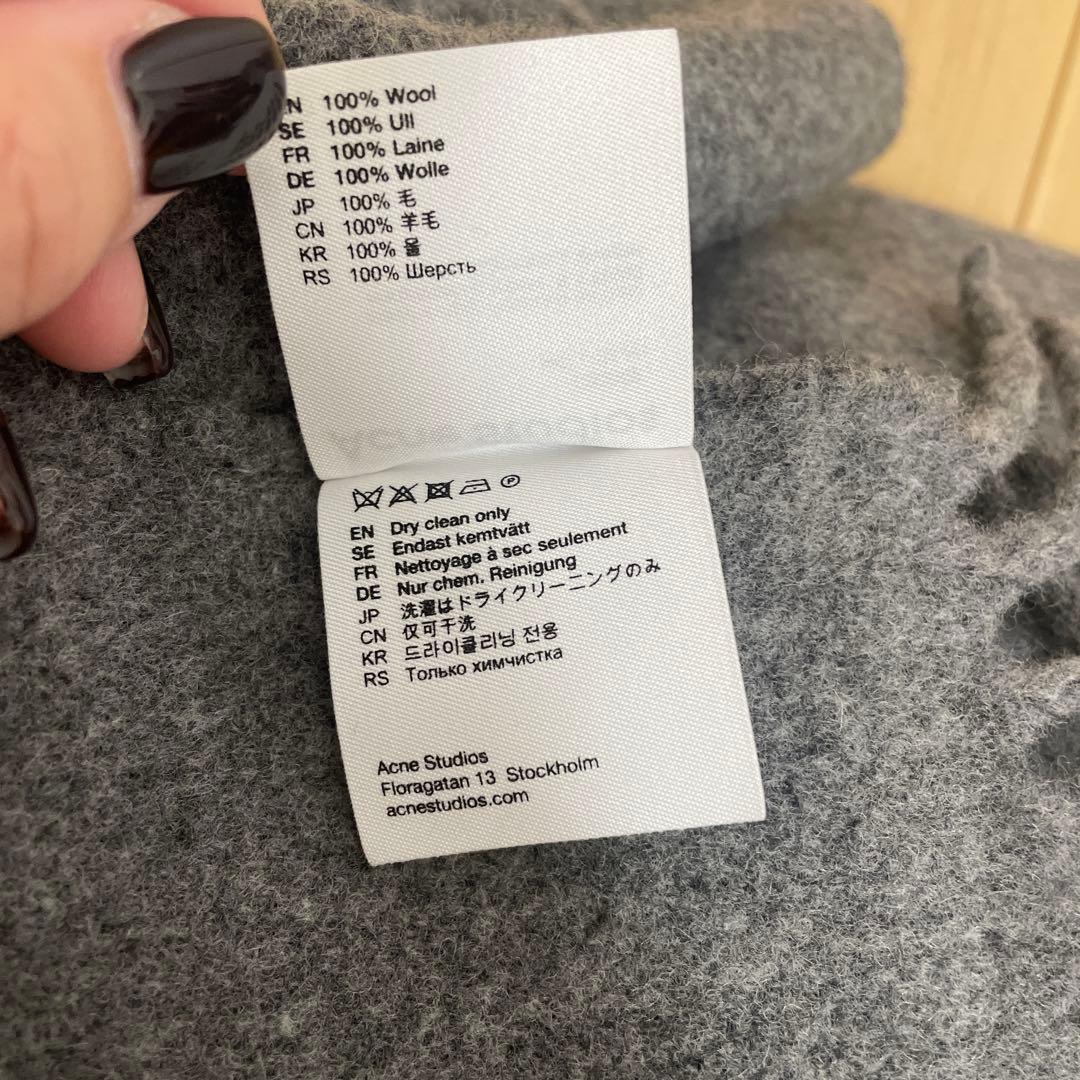 N 100% Wool
SE 100% Ull
FR 100% Laine
DE 100% Wolle
JP 100% 毛
CN 100% 羊毛
KR 100% 울
RS 100% Шерсть
EN Dry clean only
SE Endast kemtvätt
FR Nettoyage à sec seulement
DE Nur chem. Reinigung
JP 洗濯はドライクリーニングのみ
CN 仅可干洗
KR 드라이클리닝 전용
RS Только химчистка
Acne Studios
Floragatan 13 Stockholm
acnestudios.com